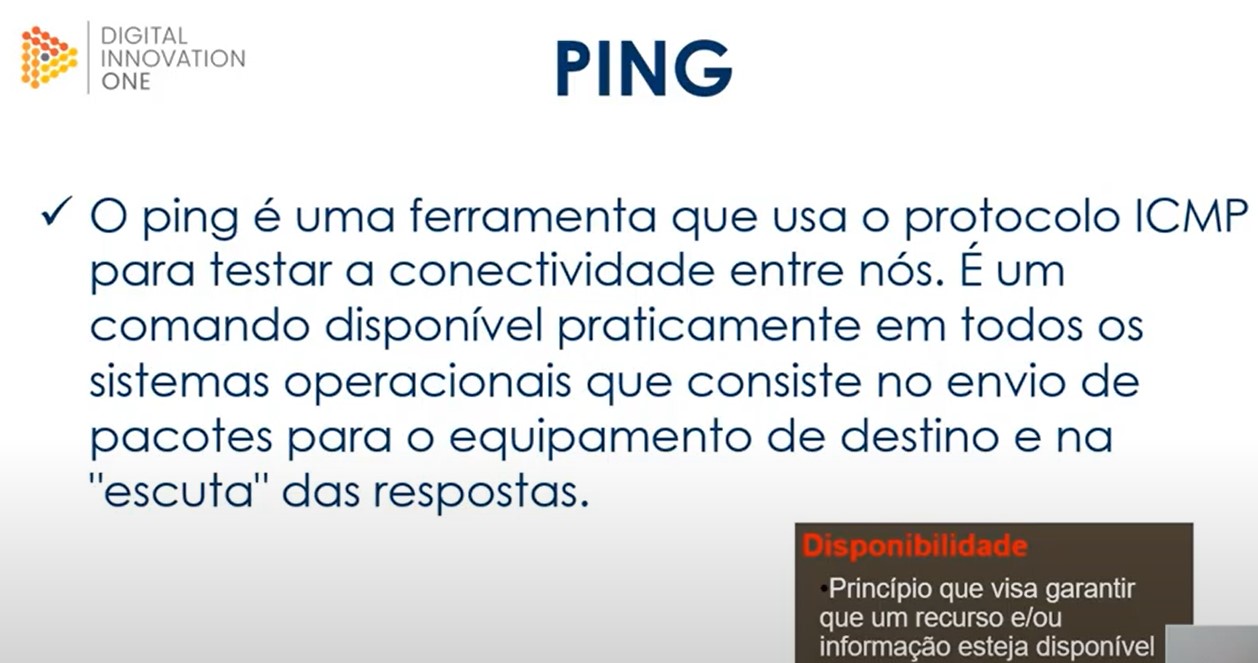 DIGITAL
INNOVATION
ONE
PING
✓ O ping é uma ferramenta que usa o protocolo ICMP
para testar a conectividade entre nós. É um
comando disponível praticamente em todos os
sistemas operacionais que consiste no envio de
pacotes para o equipamento de destino e na
"escuta" das respostas.
Disponibilidade
•Princípio que visa garantir
que um recurso e/ou
informação esteja disponível